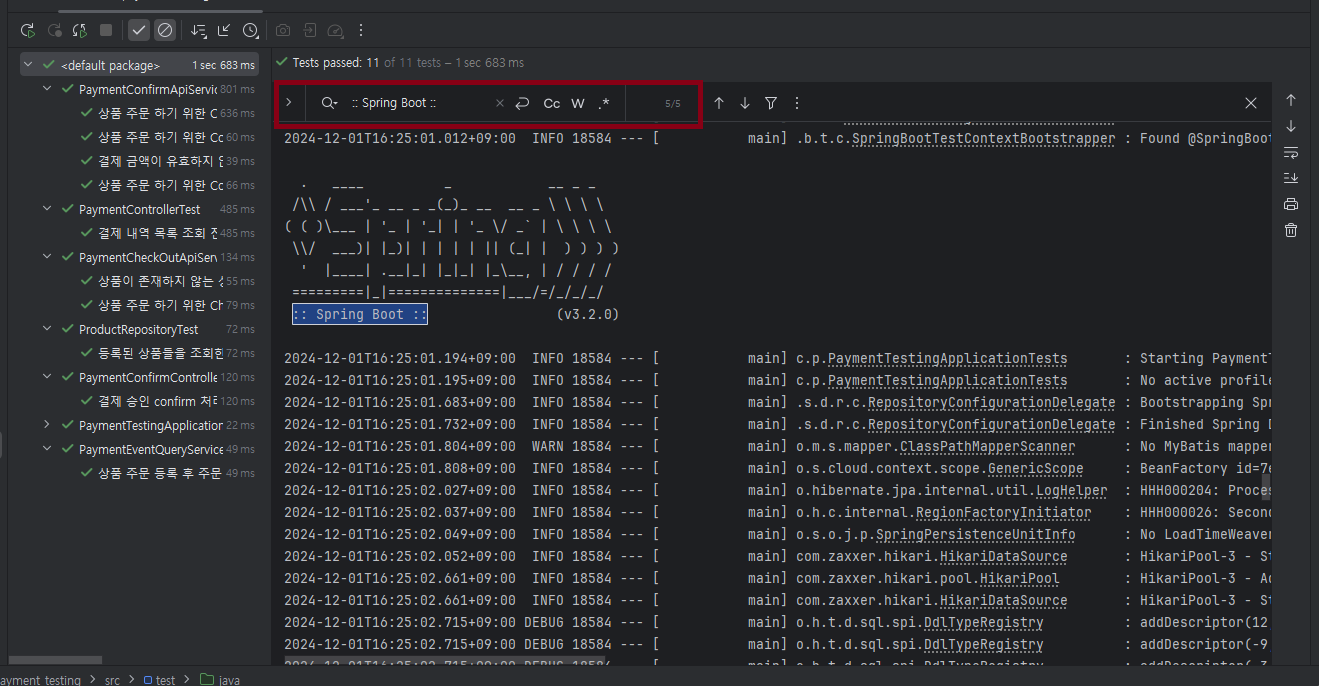 <default package> 1 sec 683 ms
PaymentConfirmApiServic 801 ms
상품 주문 하기 위한 C 636 ms
상품 주문 하기 위한 Cc 60 ms
결제 금액이 유효하지 39 ms
상품 주문 하기 위한 Cc 66 ms
PaymentControllerTest 485 ms
결제 내역 목록 조회 485 ms
PaymentCheckOutApiServ 134 ms
상품이 존재하지 않는 55 ms
상품 주문 하기 위한 Ch 79 ms
ProductRepositoryTest 72 ms
등록된 상품들을 조회한 72 ms
PaymentConfirmControlle 120 ms
결제 승인 confirm 처리 120 ms
PaymentTestingApplication 22 ms
PaymentEventQueryService 49 ms
상품 주문 등록 후 주문 49 ms
Tests passed: 11 of 11 tests – 1 sec 683 ms
:: Spring Boot :: Cc W .* 5/5
2024-12-01T16:25:01.012+09:00 INFO 18584 --- [ main] .b.t.c.SpringBootTestContextBootstrapper : Found @SpringBoot
:: Spring Boot :: (v3.2.0)
2024-12-01T16:25:01.194+09:00 INFO 18584 --- [ main] c.p.PaymentTestingApplicationTests : Starting PaymentT
2024-12-01T16:25:01.195+09:00 INFO 18584 --- [ main] c.p.PaymentTestingApplicationTests : No active profile
2024-12-01T16:25:01.683+09:00 INFO 18584 --- [ main] .s.d.r.c.RepositoryConfigurationDelegate : Bootstrapping Spr
2024-12-01T16:25:01.732+09:00 INFO 18584 --- [ main] .s.d.r.c.RepositoryConfigurationDelegate : Finished Spring D
2024-12-01T16:25:01.804+09:00 WARN 18584 --- [ main] o.m.s.mapper.ClassPathMapperScanner : No MyBatis mapper
2024-12-01T16:25:01.808+09:00 INFO 18584 --- [ main] o.s.cloud.context.scope.GenericScope : BeanFactory id=7e
2024-12-01T16:25:02.027+09:00 INFO 18584 --- [ main] o.hibernate.jpa.internal.util.LogHelper : HHH000204: Proces
2024-12-01T16:25:02.037+09:00 INFO 18584 --- [ main] o.h.c.internal.RegionFactoryInitiator : HHH000026: Second
2024-12-01T16:25:02.049+09:00 INFO 18584 --- [ main] o.s.o.j.p.SpringPersistenceUnitInfo : No LoadTimeWeaver
2024-12-01T16:25:02.052+09:00 INFO 18584 --- [ main] com.zaxxer.hikari.HikariDataSource : HikariPool-3 - St
2024-12-01T16:25:02.661+09:00 INFO 18584 --- [ main] com.zaxxer.hikari.pool.HikariPool : HikariPool-3 - Ad
2024-12-01T16:25:02.661+09:00 INFO 18584 --- [ main] com.zaxxer.hikari.HikariDataSource : HikariPool-3 - St
2024-12-01T16:25:02.715+09:00 DEBUG 18584 --- [ main] o.h.t.d.sql.spi.DdlTypeRegistry : addDescriptor(12
2024-12-01T16:25:02.715+09:00 DEBUG 18584 --- [ main] o.h.t.d.sql.spi.DdlTypeRegistry : addDescriptor(-9
ayment testing > src > test > java